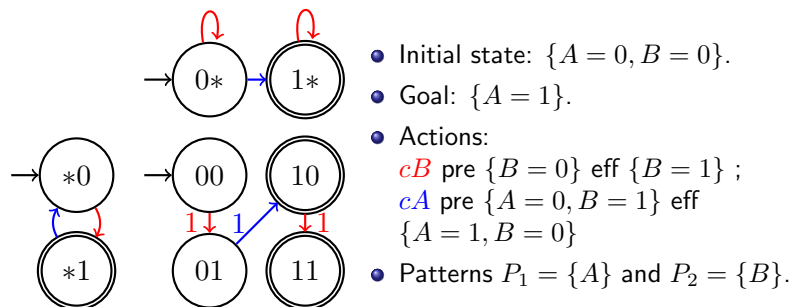 0∗ 1∗
∗0 00 10
1 1 1
∗1 01 11
Initial state: {A = 0, B = 0}.
Goal: {A = 1}.
Actions:
cB pre {B = 0} eff {B = 1} ;
cA pre {A = 0, B = 1} eff
{A = 1, B = 0}
Patterns P₁ = {A} and P₂ = {B}.